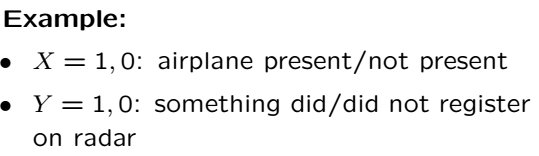 Example:
• X = 1, 0: airplane present/not present
• Y = 1, 0: something did/did not register
on radar